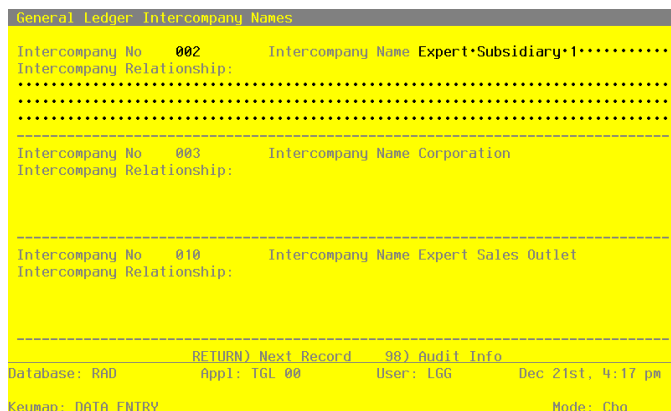 General Ledger Intercompany Names
Intercompany No 002 Intercompany Name Expert·Subsidiary·1···········
Intercompany Relationship:
··············································································
··············································································
··············································································
------------------------------------------------------------------------------
Intercompany No 003 Intercompany Name Corporation
Intercompany Relationship:
------------------------------------------------------------------------------
Intercompany No 010 Intercompany Name Expert Sales Outlet
Intercompany Relationship:
------------------------------------------------------------------------------
RETURN) Next Record 98) Audit Info
Database: RAD Appl: TGL 00 User: LGG Dec 21st, 4:17 pm
Keymap: DATA ENTRY Mode: Chg